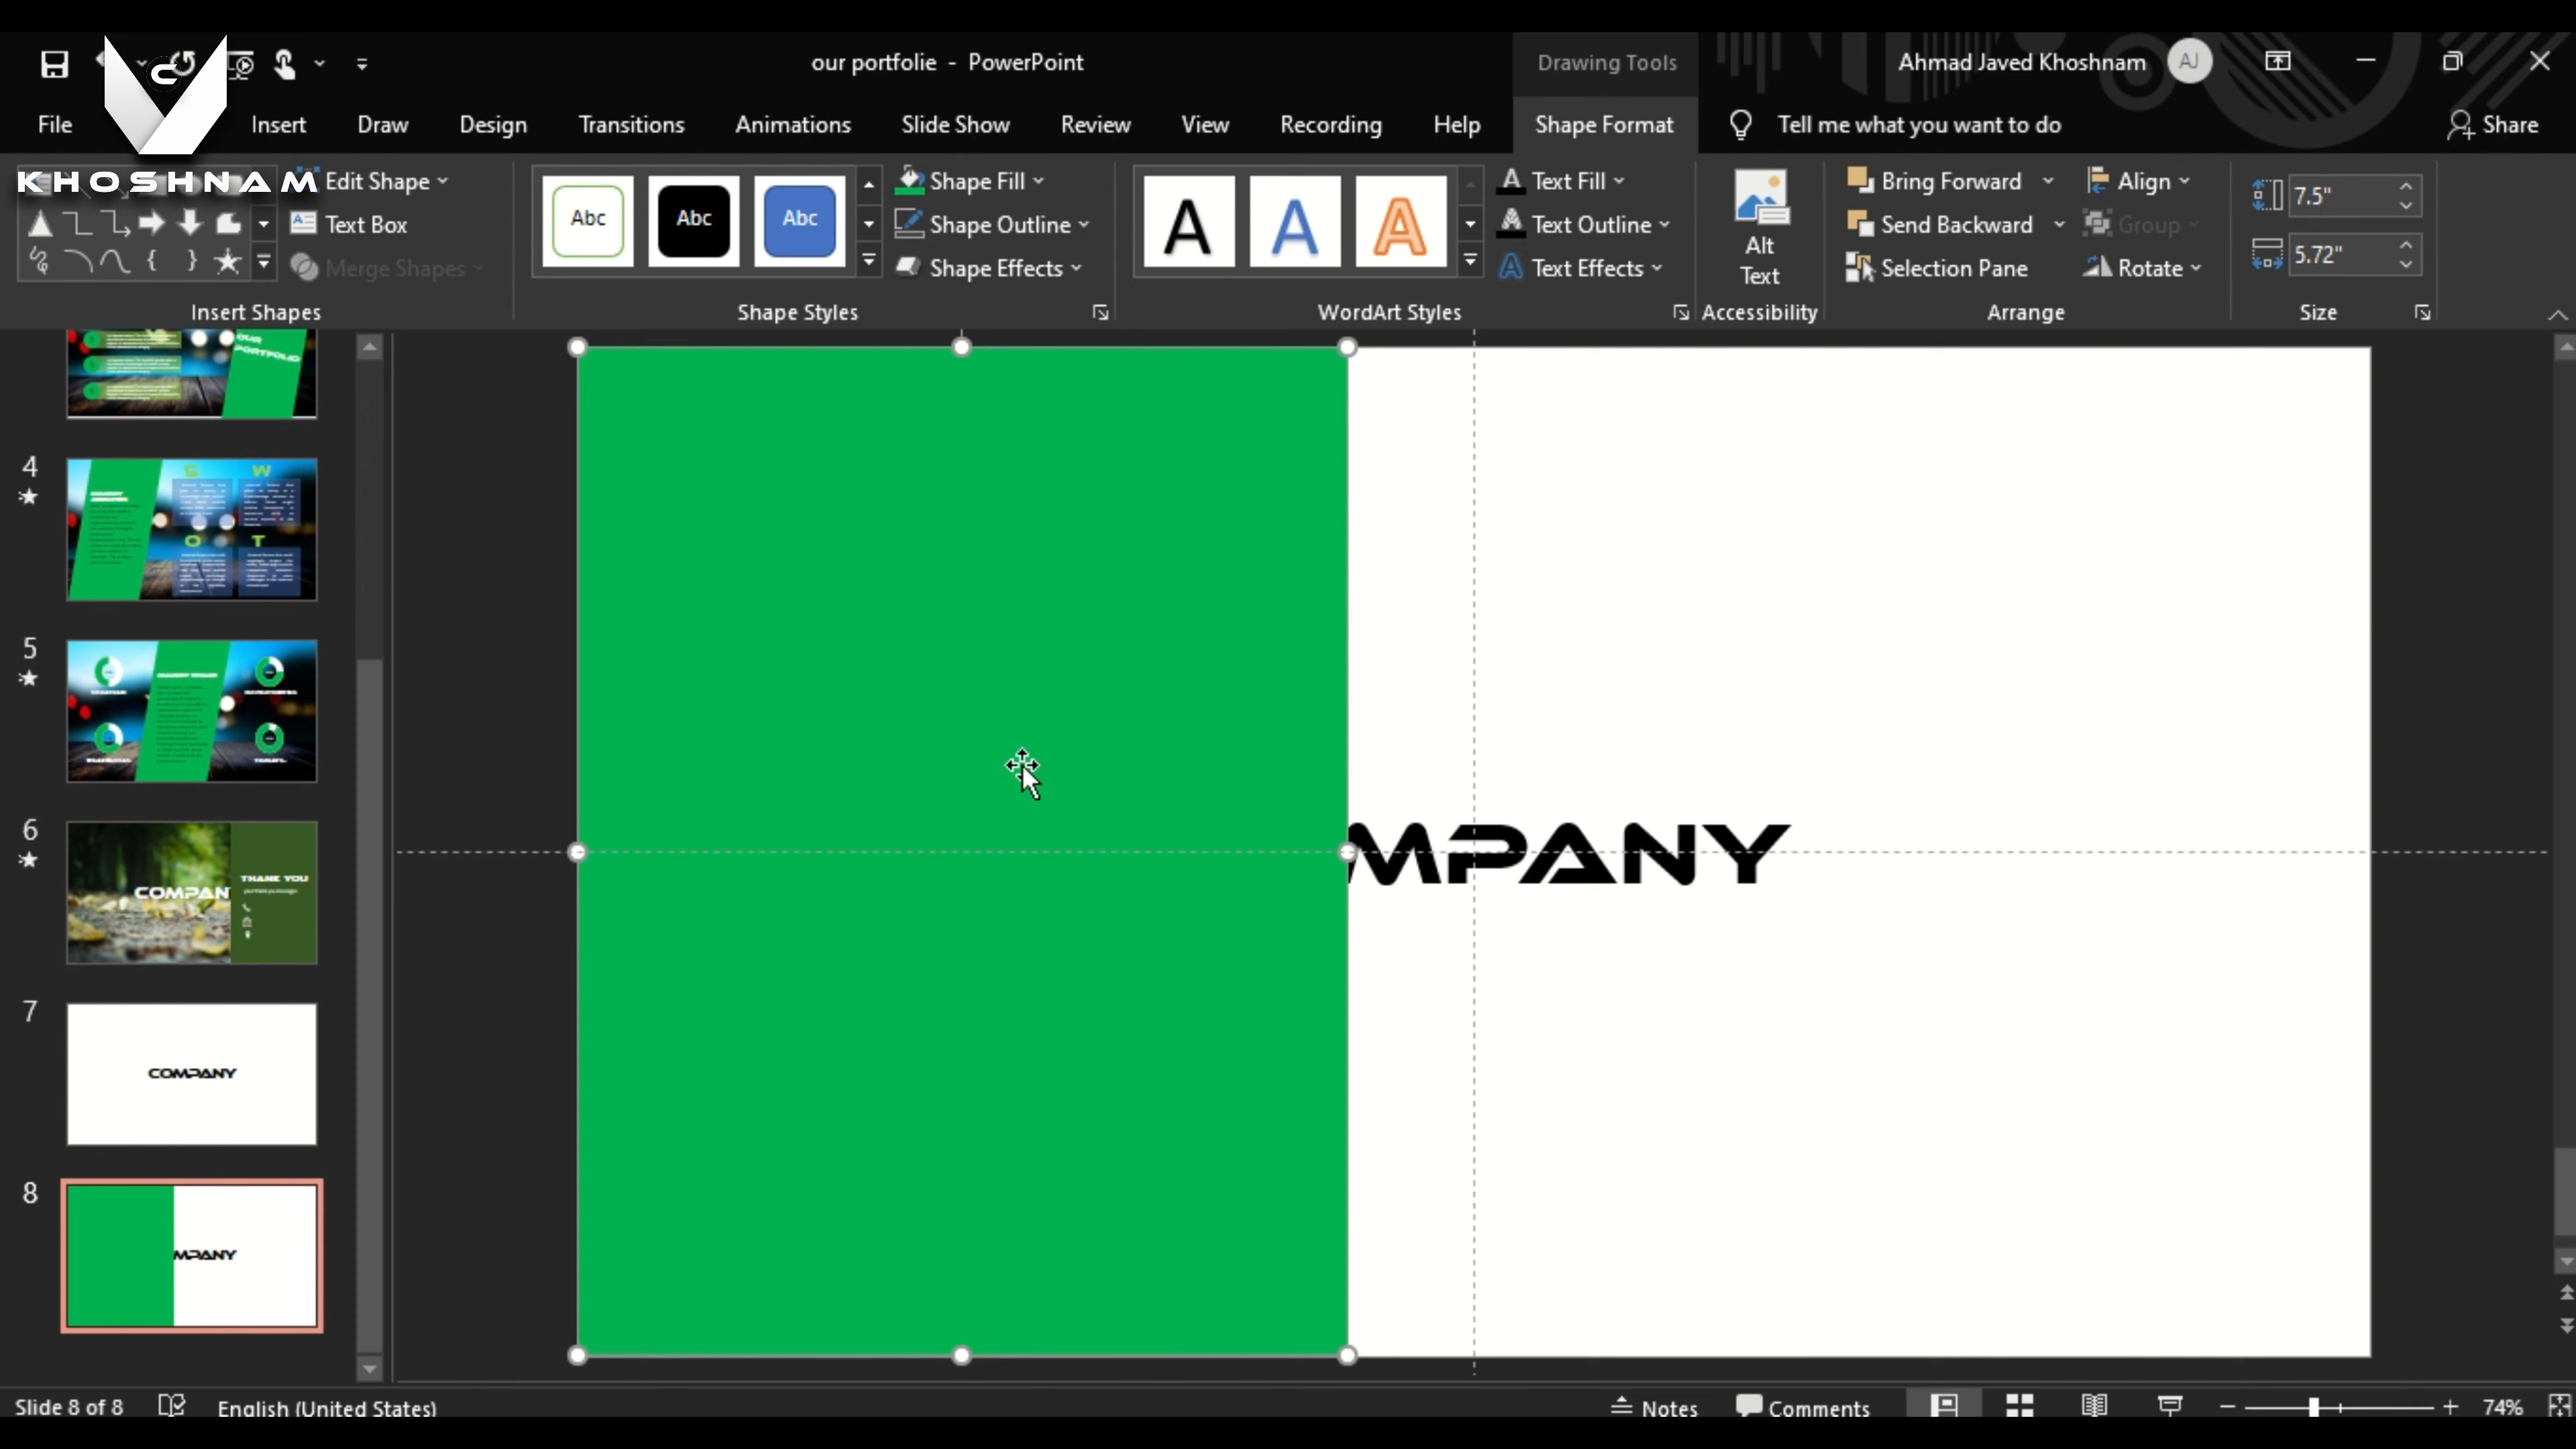 our portfolie - PowerPoint
Drawing Tools
Ahmad Javed Khoshnam
AJ
File
Insert
Draw
Design
Transitions
Animations
Slide Show
Review
View
Recording
Help
Shape Format
Tell me what you want to do
Share
KHOSHNAM
Edit Shape
Text Box
Merge Shapes
Insert Shapes
Abc
Abc
Abc
Shape Fill
Shape Outline
Shape Effects
Shape Styles
A
A
A
Text Fill
Text Outline
Text Effects
WordArt Styles
Alt
Text
Accessibility
Bring Forward
Send Backward
Selection Pane
Align
Group
Rotate
Arrange
7.5"
5.72"
Size
OUR
PORTFOLIO
4
S
W
O
T
5
6
COMPAN
THANK YOU
7
COMPANY
8
MPANY
MPANY
Slide 8 of 8
English (United States)
Notes
Comments
74%